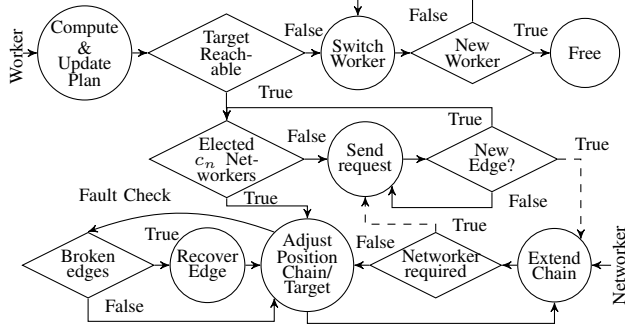 Worker
Compute
&
Update
Plan
Target
Reach-
able
False
True
Switch
Worker
False
New
Worker
True
Free
Elected
c_n Net-
workers
False
True
Send
request
New
Edge?
True
True
False
Fault Check
Broken
edges
True
False
Recover
Edge
Adjust
Position
Chain/
Target
False
True
Networker
required
Extend
Chain
Networker